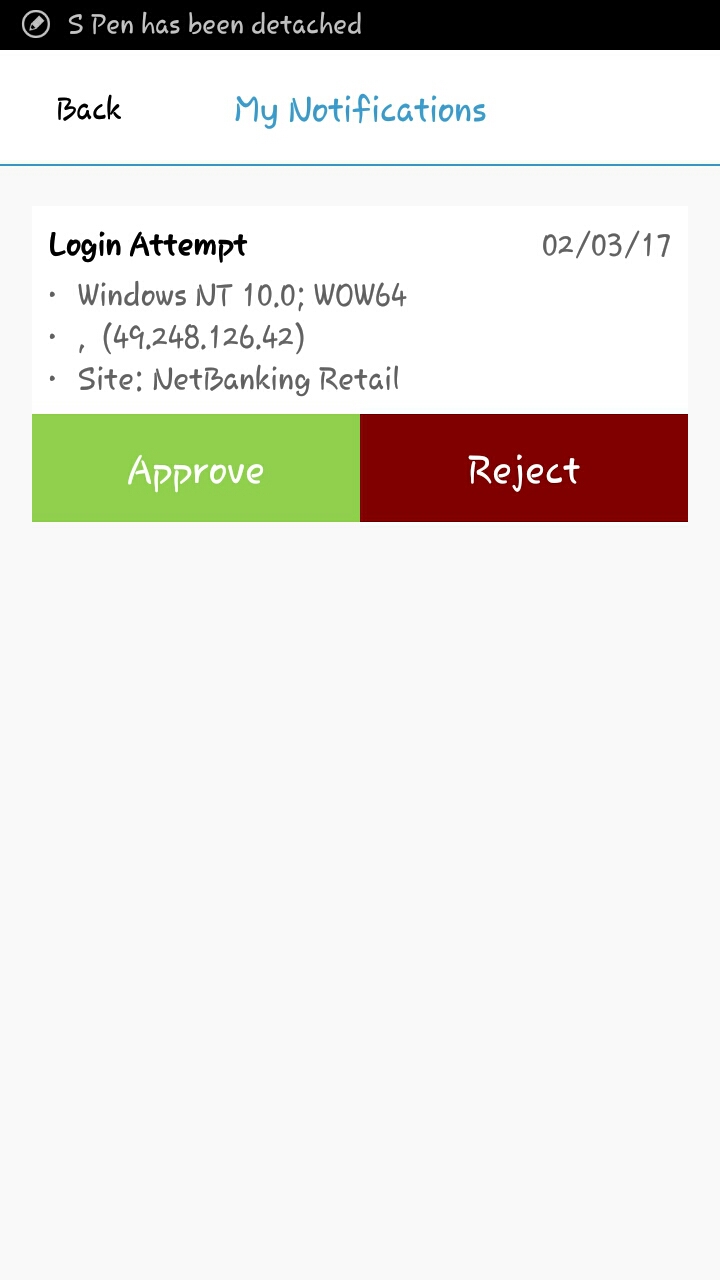 S Pen has been detached
Back
My Notifications
Login Attempt 02/03/17
• Windows NT 10.0; WOW64
• , (49.248.126.42)
• Site: NetBanking Retail
Approve
Reject